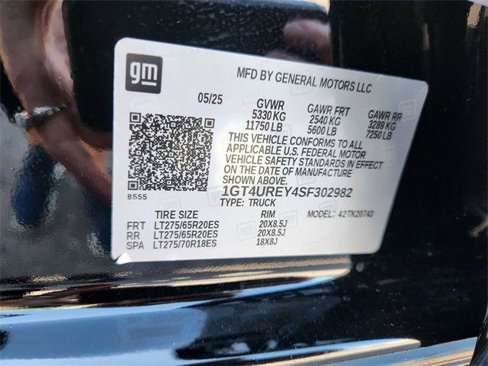 gm
MFD BY GENERAL MOTORS LLC
05/25 GVWR GAWR FRT GAWR RR
5330 KG 2540 KG 3289 KG
11750 LB 5600 LB 7250 LB
THIS VEHICLE CONFORMS TO ALL
APPLICABLE U.S. FEDERAL MOTOR
VEHICLE SAFETY STANDARDS IN EFFECT
ON THE DATE OF MANUFACTURE SHOWN ABOVE.
8555 1GT4UREY4SF302982
TYPE: TRUCK
TIRE SIZE RIM MODEL: 42TK20743
FRT LT275/65R20ES 20X8.5J
RR LT275/65R20ES 20X8.5J
SPA LT275/70R18ES 18X8J